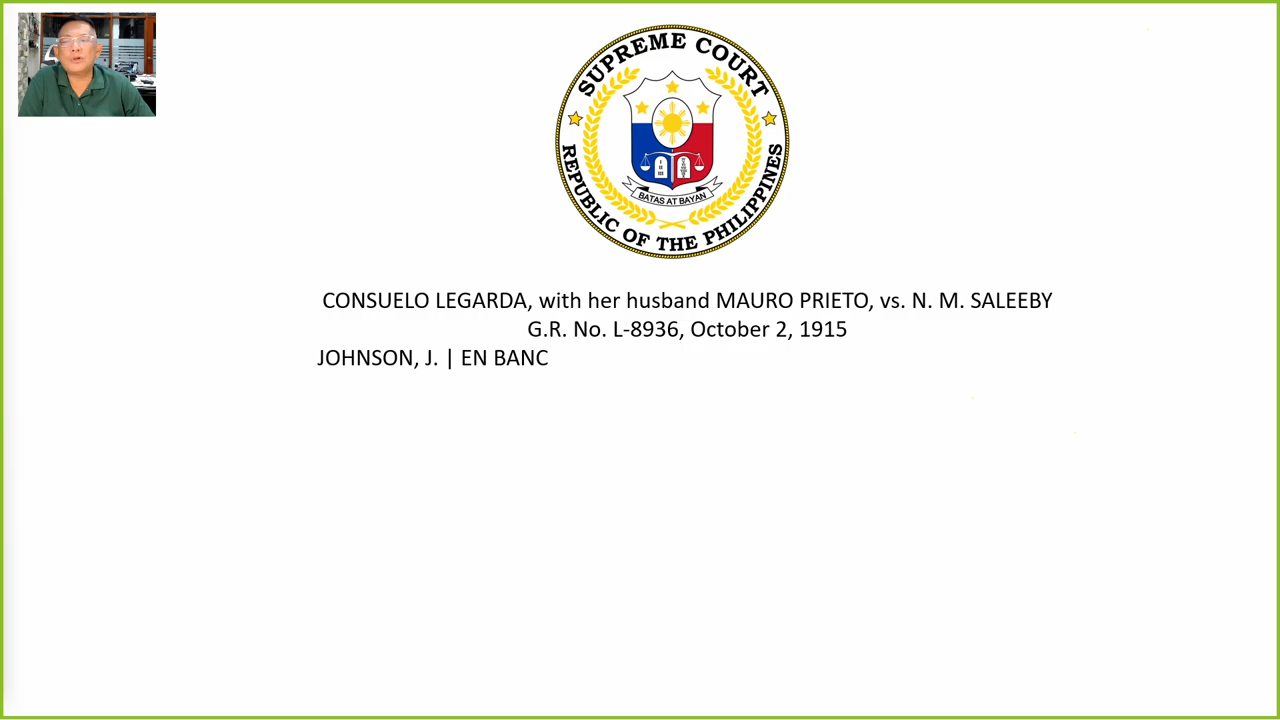 SUPREME COURT
REPUBLIC OF THE PHILIPPINES
BATAS AT BAYAN
CONSUELO LEGARDA, with her husband MAURO PRIETO, vs. N. M. SALEEBY
G.R. No. L-8936, October 2, 1915
JOHNSON, J. | EN BANC